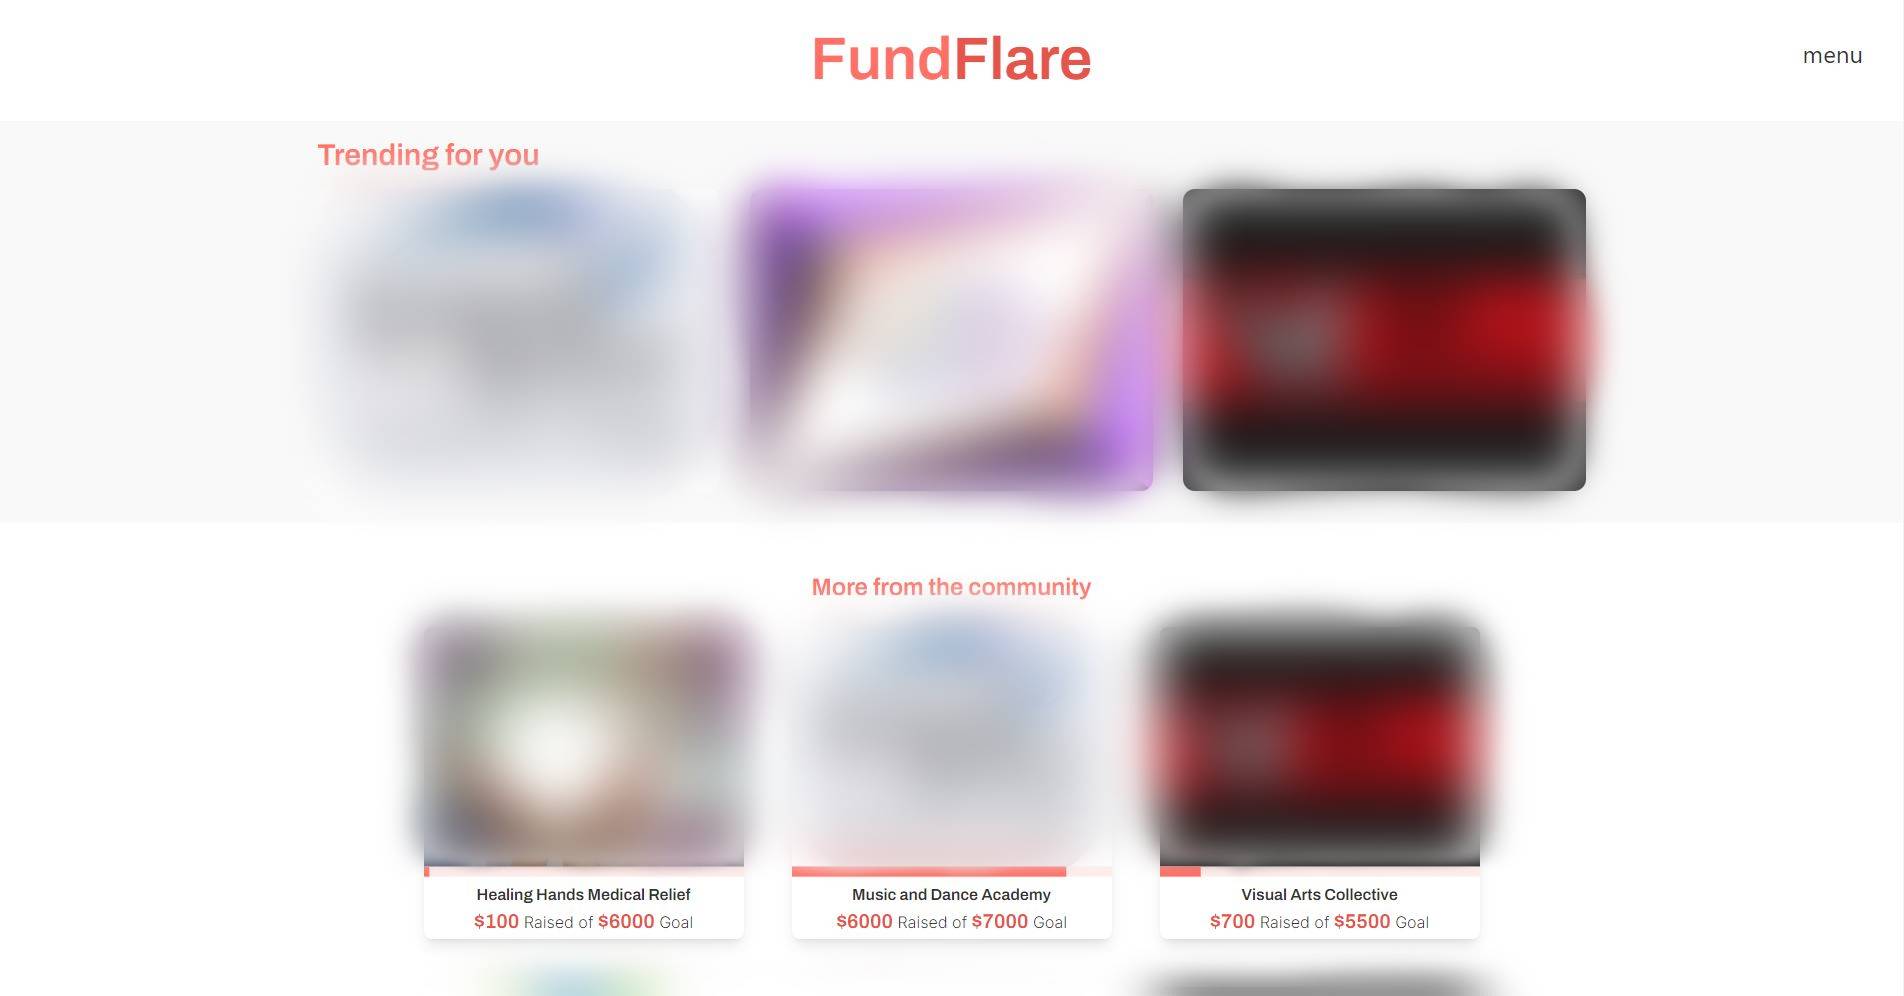 FundFlare
menu
Trending for you
More from the community
Healing Hands Medical Relief
$100 Raised of $6000 Goal
Music and Dance Academy
$6000 Raised of $7000 Goal
Visual Arts Collective
$700 Raised of $5500 Goal